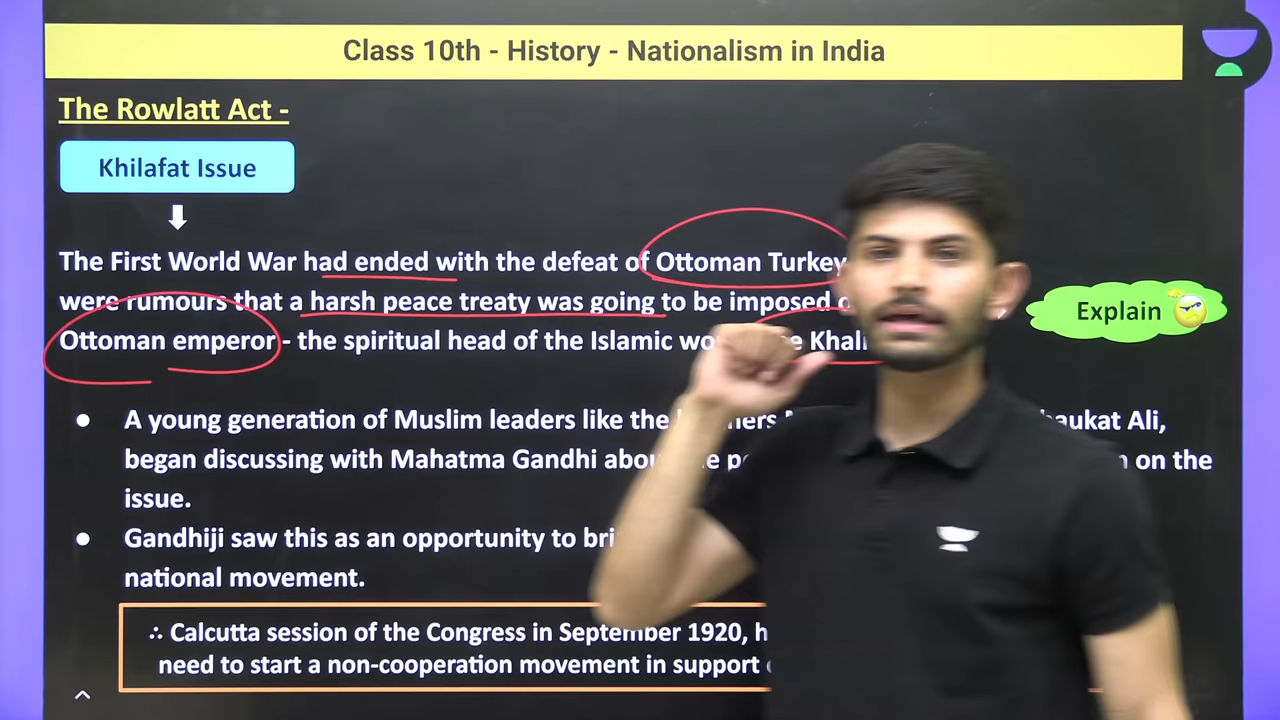 Class 10th - History - Nationalism in India
The Rowlatt Act -
Khilafat Issue
The First World War had ended with the defeat of Ottoman Turkey
were rumours that a harsh peace treaty was going to be imposed
Ottoman emperor - the spiritual head of the Islamic
Explain
● A young generation of Muslim leaders like the Ali,
began discussing with Mahatma Gandhi on the
issue.
● Gandhiji saw this as an opportunity to
national movement.
∴ Calcutta session of the Congress in September 1920,
need to start a non-cooperation movement in support